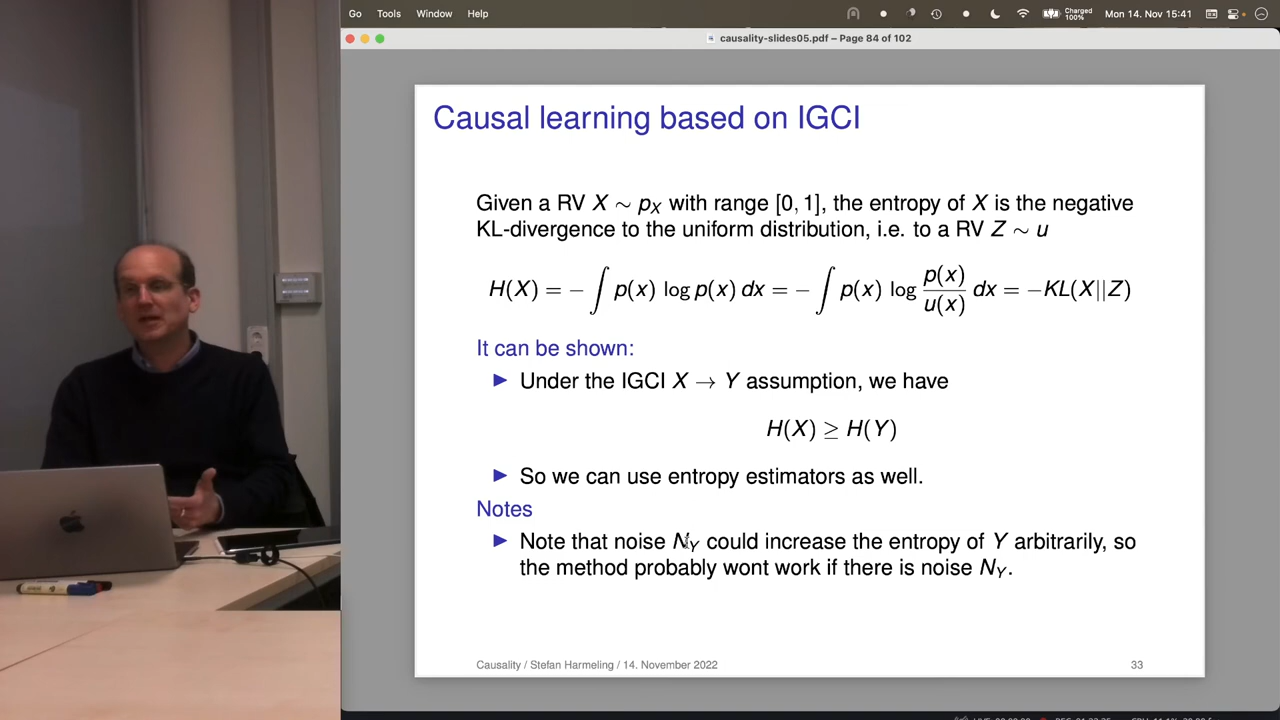 Go Tools Window Help Charged 100% Mon 14. Nov 15:41
causality-slides05.pdf – Page 84 of 102
Causal learning based on IGCI
Given a RV X ∼ p_X with range [0, 1], the entropy of X is the negative
KL-divergence to the uniform distribution, i.e. to a RV Z ∼ u
H(X) = − ∫ p(x) log p(x) dx = − ∫ p(x) log p(x)/u(x) dx = −KL(X||Z)
It can be shown:
▶ Under the IGCI X → Y assumption, we have
H(X) ≥ H(Y)
▶ So we can use entropy estimators as well.
Notes
▶ Note that noise N_Y could increase the entropy of Y arbitrarily, so
the method probably wont work if there is noise N_Y.
Causality / Stefan Harmeling / 14. November 2022 33